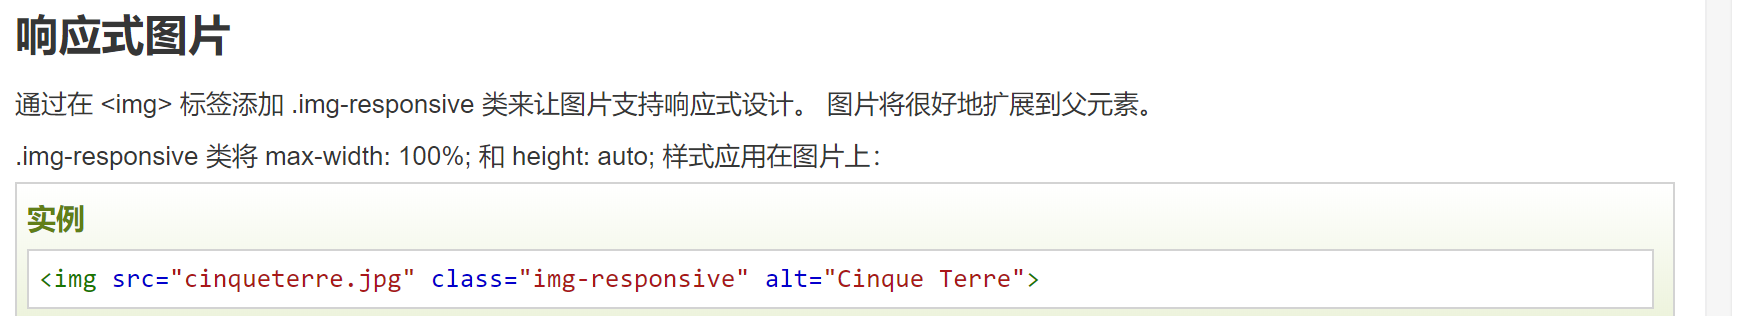 响应式图片
通过在 <img> 标签添加 .img-responsive 类来让图片支持响应式设计。 图片将很好地扩展到父元素。
.img-responsive 类将 max-width: 100%; 和 height: auto; 样式应用在图片上：
实例
<img src="cinqueterre.jpg" class="img-responsive" alt="Cinque Terre">